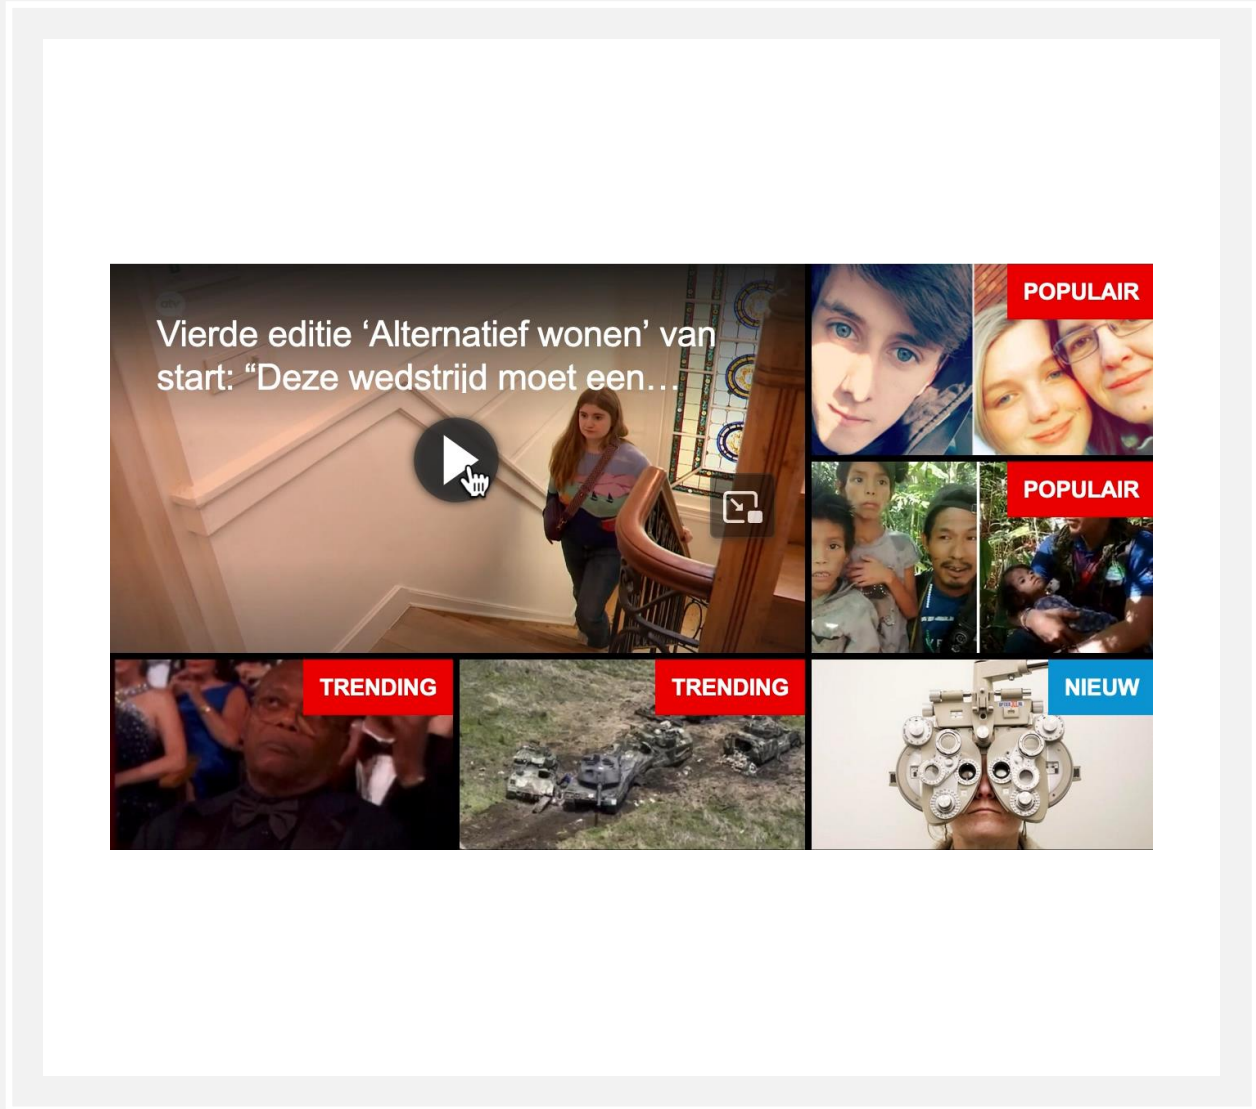 Vierde editie ‘Alternatief wonen’ van
start: “Deze wedstrijd moet een…
POPULAIR
POPULAIR
TRENDING
TRENDING
NIEUW